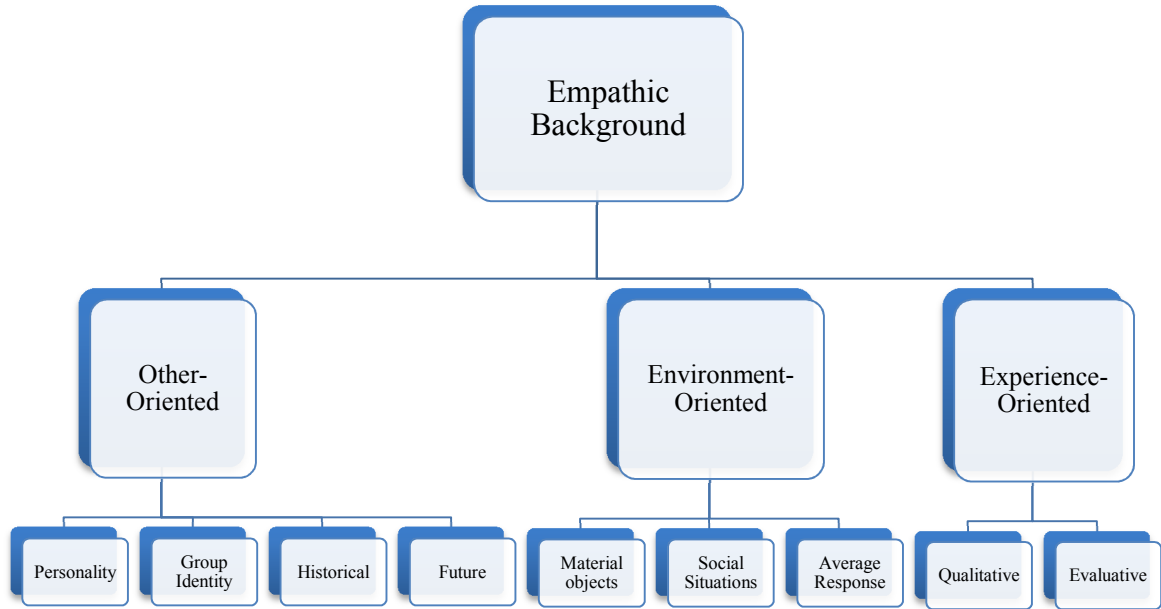 Empathic
Background
Other-
Oriented
Environment-
Oriented
Experience-
Oriented
Personality
Group
Identity
Historical
Future
Material
objects
Social
Situations
Average
Response
Qualitative
Evaluative